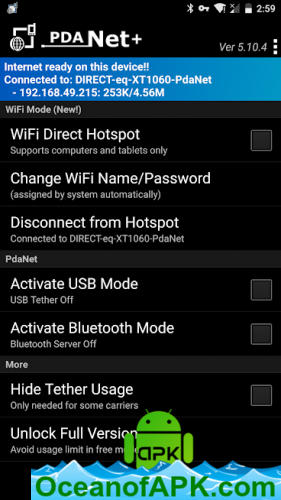 2:59
PDA Net+
Ver 5.10.4
Internet ready on this device!!
Connected to: DIRECT-eq-XT1060-PdaNet
- 192.168.49.215: 253K/4.56M
WiFi Mode (New!)
WiFi Direct Hotspot
Supports computers and tablets only
Change WiFi Name/Password
(assigned by system automatically)
Disconnect from Hotspot
Connected to DIRECT-eq-XT1060-PdaNet
PdaNet
Activate USB Mode
USB Tether Off
Activate Bluetooth Mode
Bluetooth Server Off
More
Hide Tether Usage
Only needed for some carriers
Unlock Full Version
Avoid usage limit in free mode
APK
OceanofAPK.com